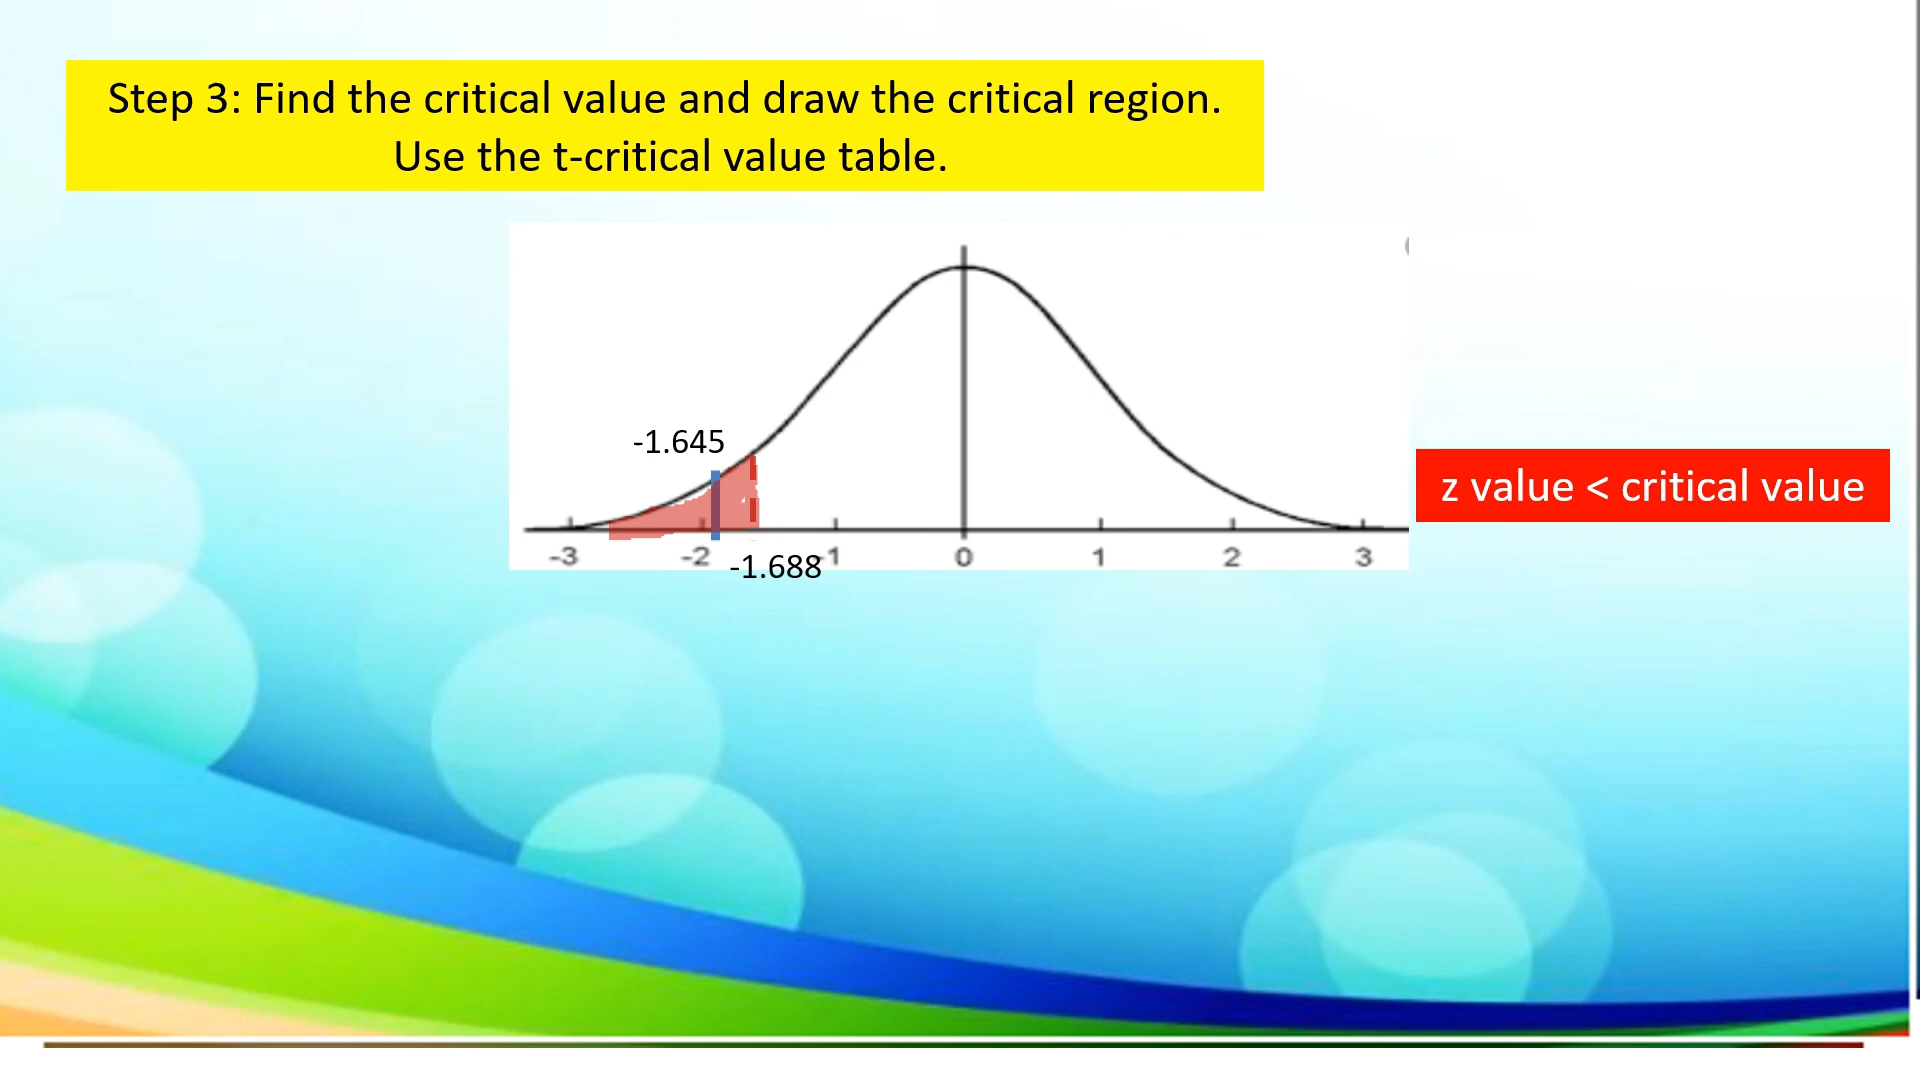 Step 3: Find the critical value and draw the critical region.
Use the t-critical value table.
-1.645
z value < critical value
-3 -2 -1 0 1 2 3
-1.688